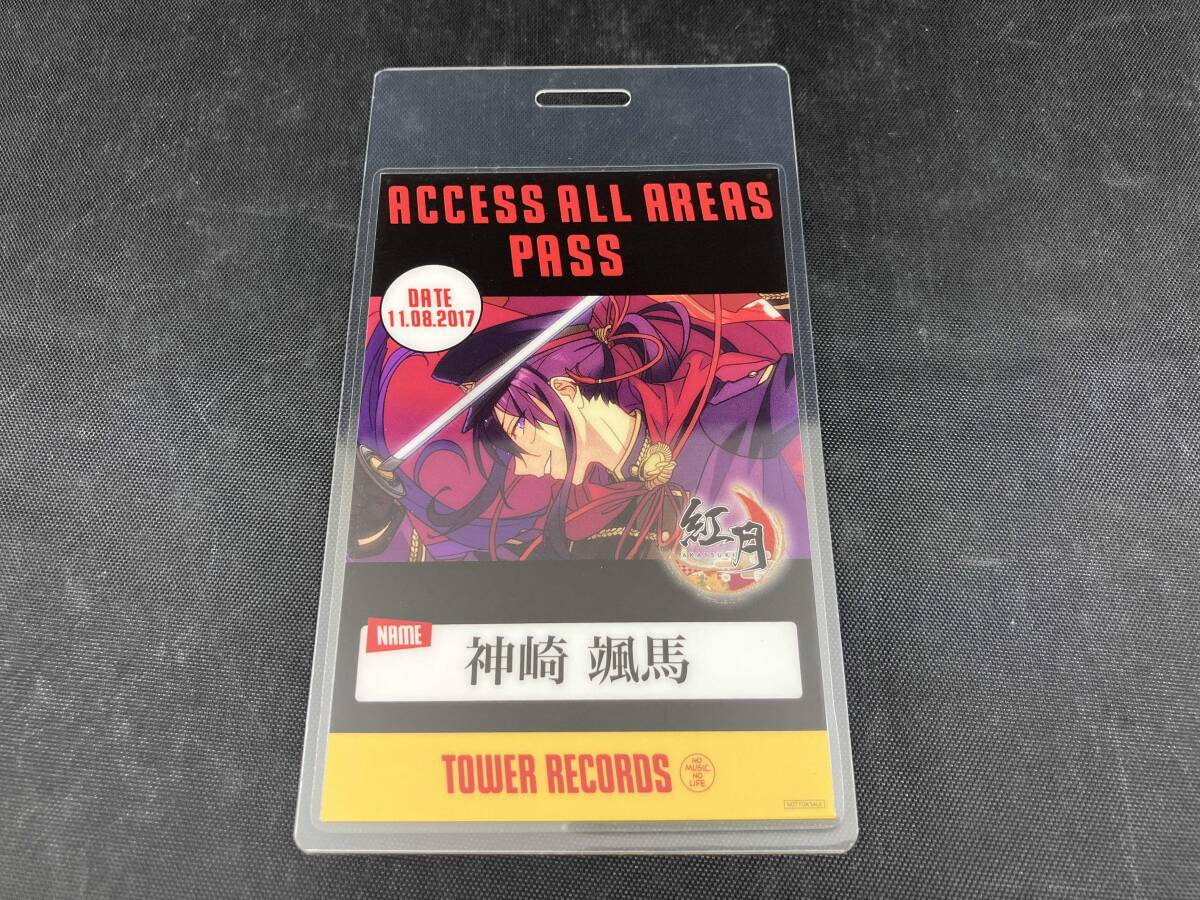 ACCESS ALL AREAS
PASS
DATE
11.08.2017
紅月
AKATSUKI
NAME
神崎 颯馬
TOWER RECORDS
NO
MUSIC.
NO
LIFE.
NOT FOR SALE